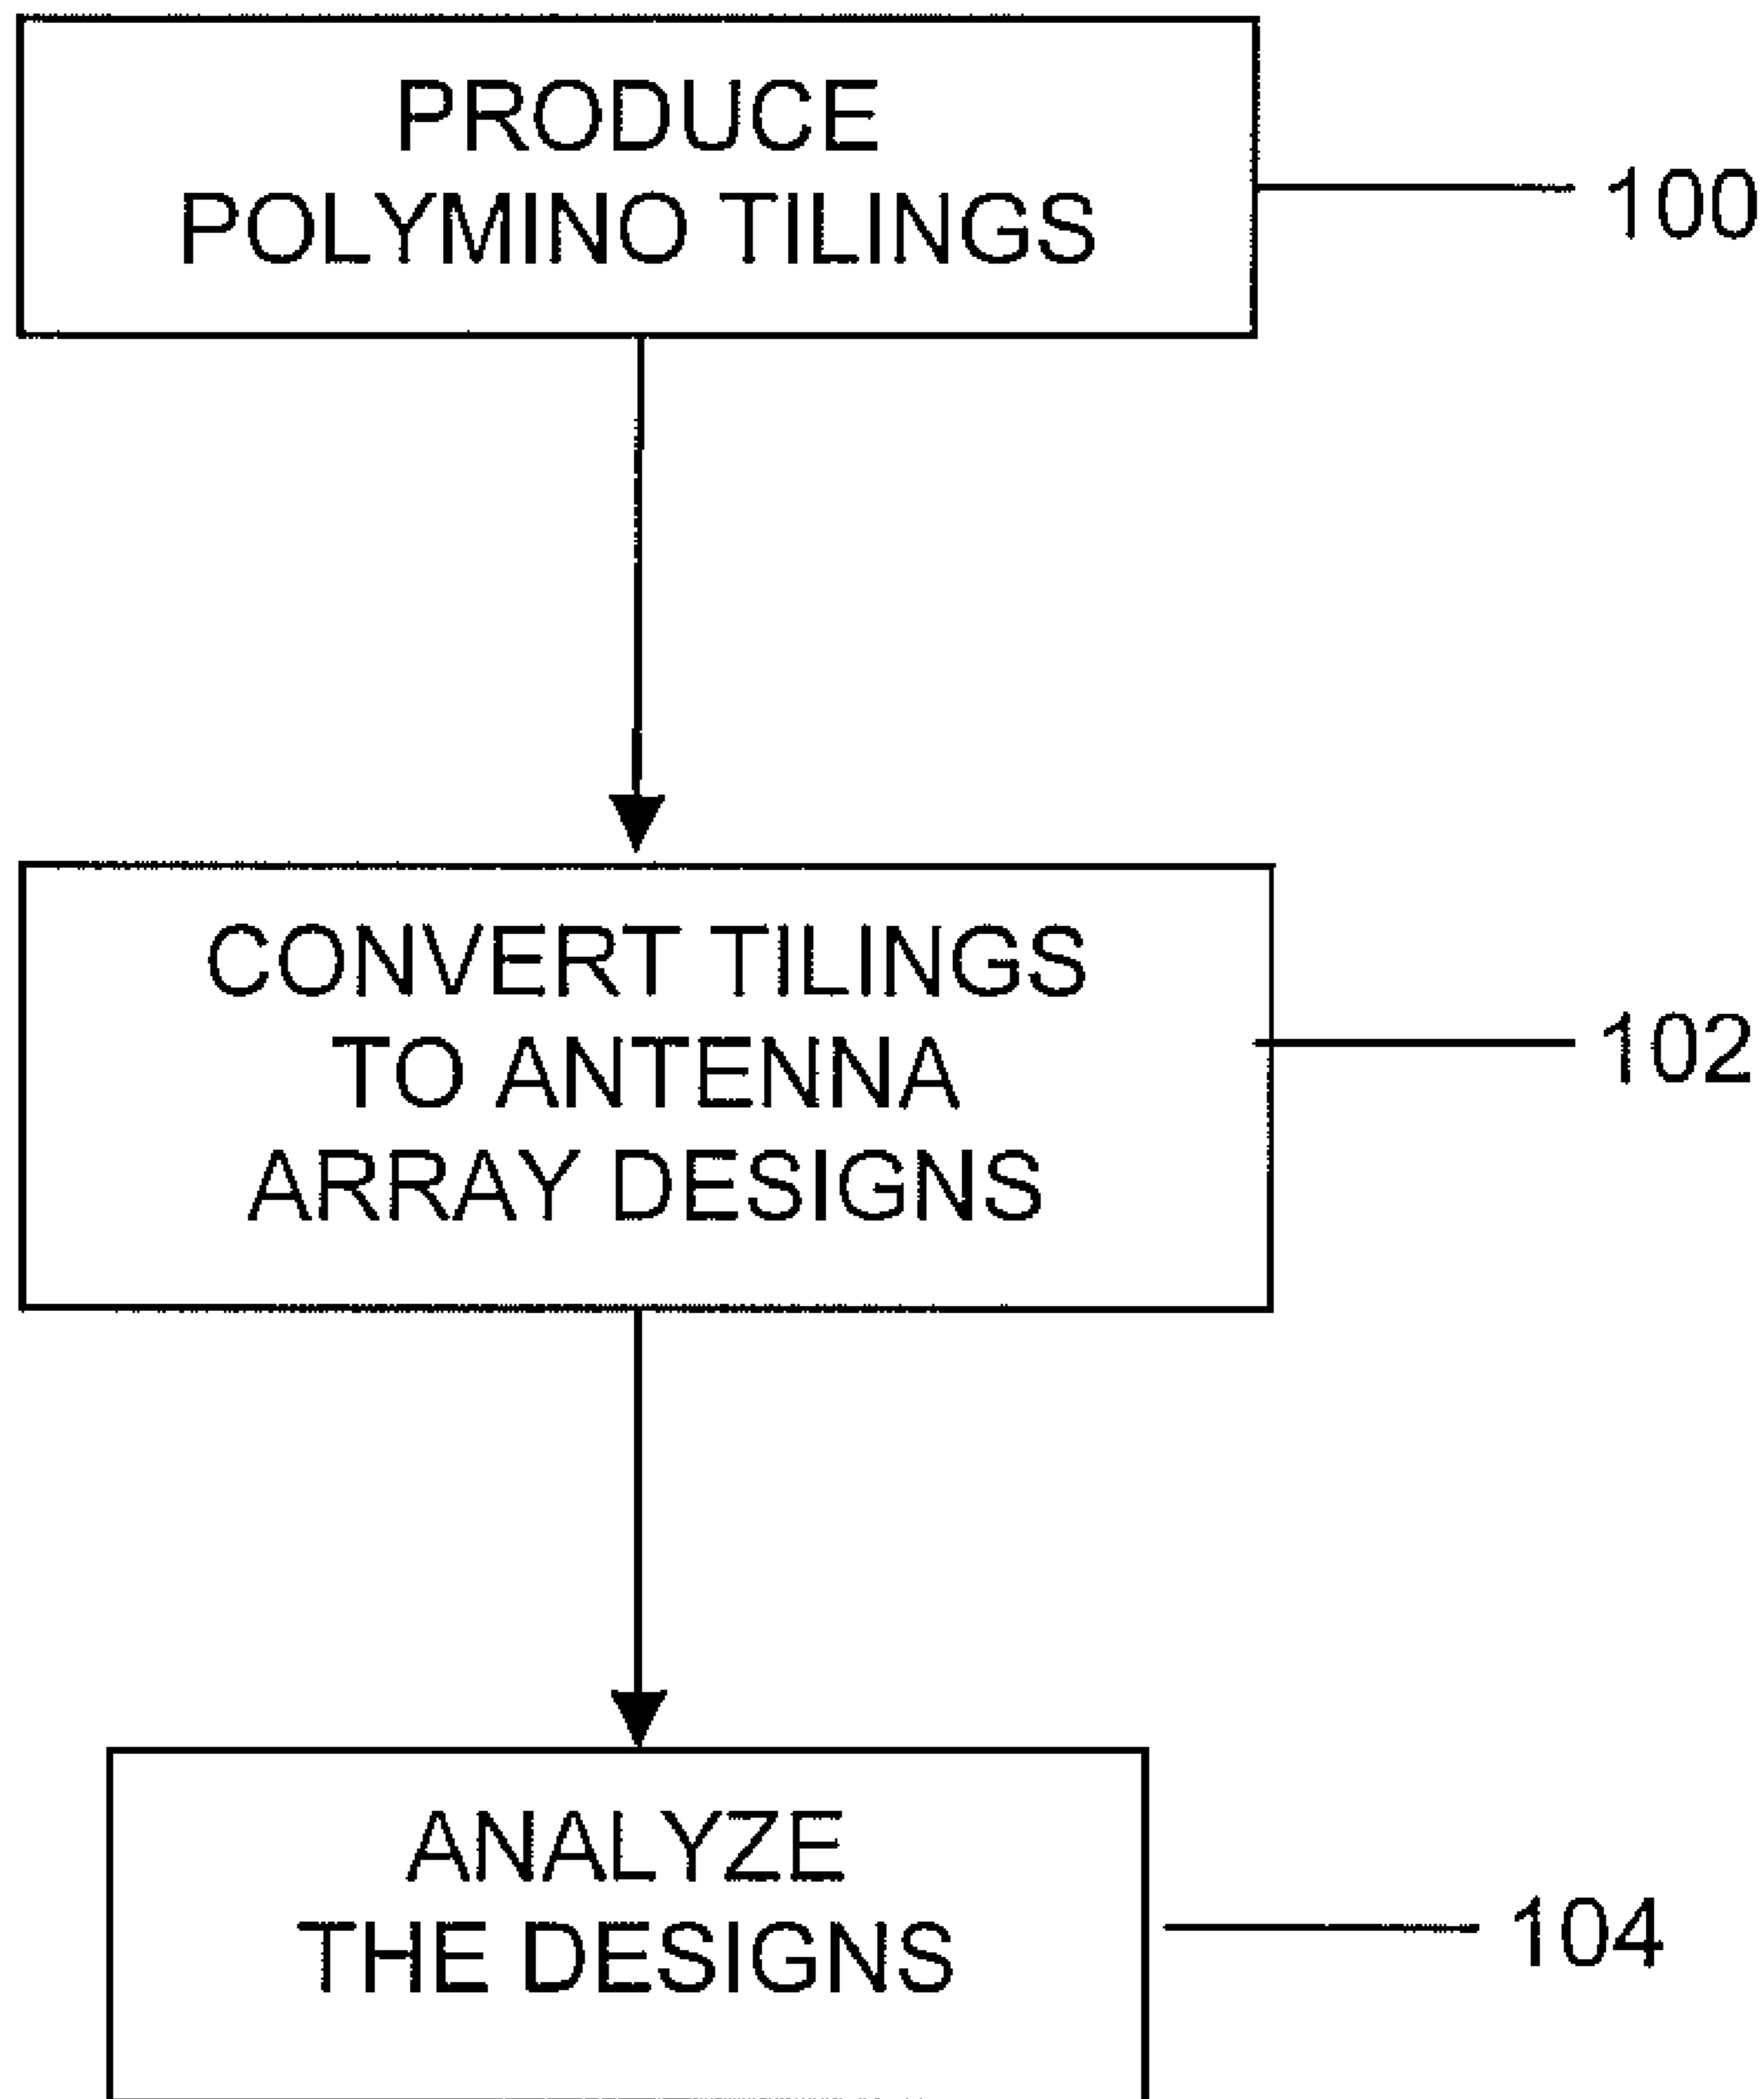 PRODUCE
POLYMINO TILINGS
100
CONVERT TILINGS
TO ANTENNA
ARRAY DESIGNS
102
ANALYZE
THE DESIGNS
104